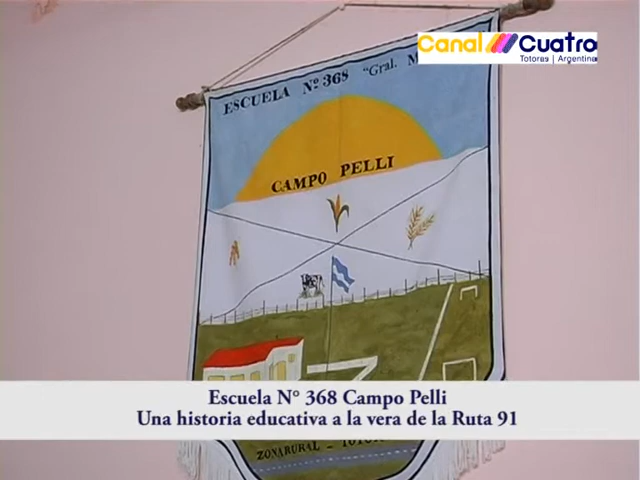 Canal Cuatro
Totoras | Argentina
ESCUELA Nº 368 "Gral.
CAMPO PELLI
Escuela N° 368 Campo Pelli
Una historia educativa a la vera de la Ruta 91
ZONA RURAL -